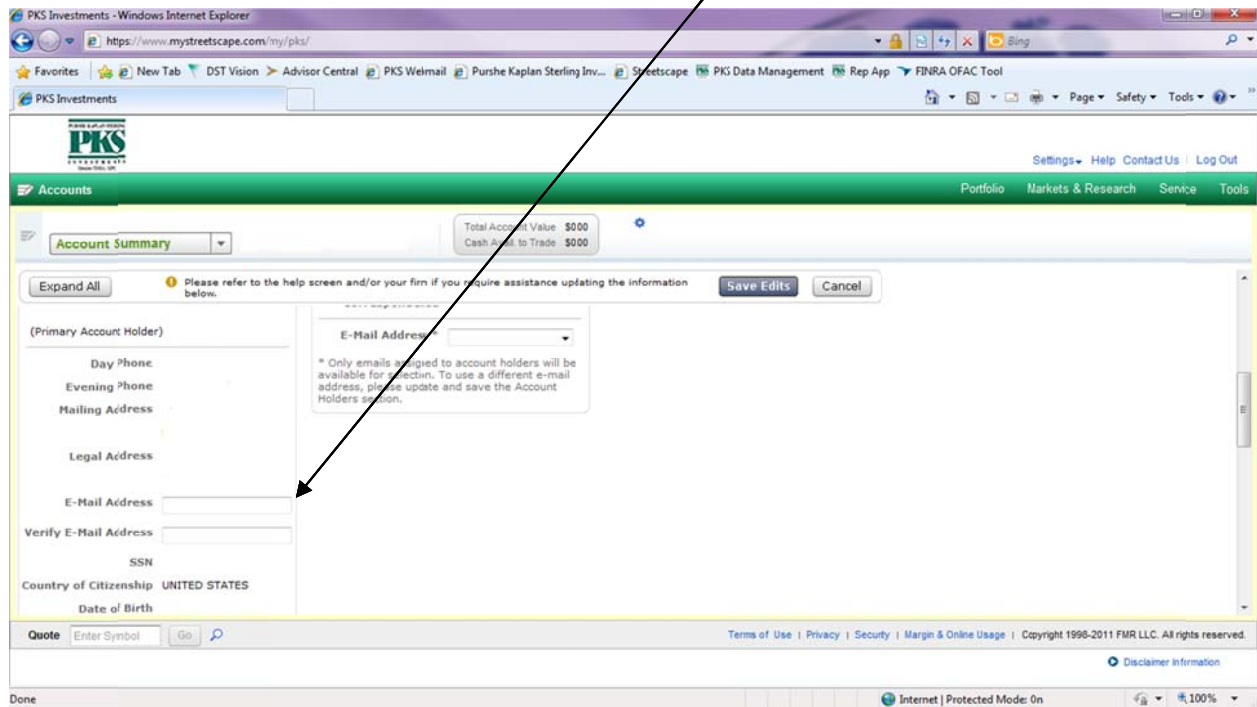 PKS Investments - Windows Internet Explorer
https://www.mystreetscape.com/my/pks/
Bing
Favorites New Tab DST Vision Advisor Central PKS Welmail Purshe Kaplan Sterling Inv... Streetscape PKS Data Management Rep App FINRA OFAC Tool
PKS Investments Page Safety Tools
PKS
INVESTMENTS
Settings Help Contact Us | Log Out
Accounts Portfolio Markets & Research Service Tools
Account Summary
Total Account Value $000
Cash Avail. to Trade $000
Expand All
Please refer to the help screen and/or your firm if you require assistance updating the information below.
Save Edits Cancel
(Primary Account Holder)
Day Phone
Evening Phone
Mailing Address
Legal Address
E-Mail Address
Verify E-Mail Address
SSN
Country of Citizenship UNITED STATES
Date of Birth
E-Mail Address *
* Only emails assigned to account holders will be
available for selection. To use a different e-mail
address, please update and save the Account
Holders section.
Quote Enter Symbol Go
Terms of Use | Privacy | Security | Margin & Online Usage | Copyright 1998-2011 FMR LLC. All rights reserved.
Disclaimer Information
Done Internet | Protected Mode: On 100%